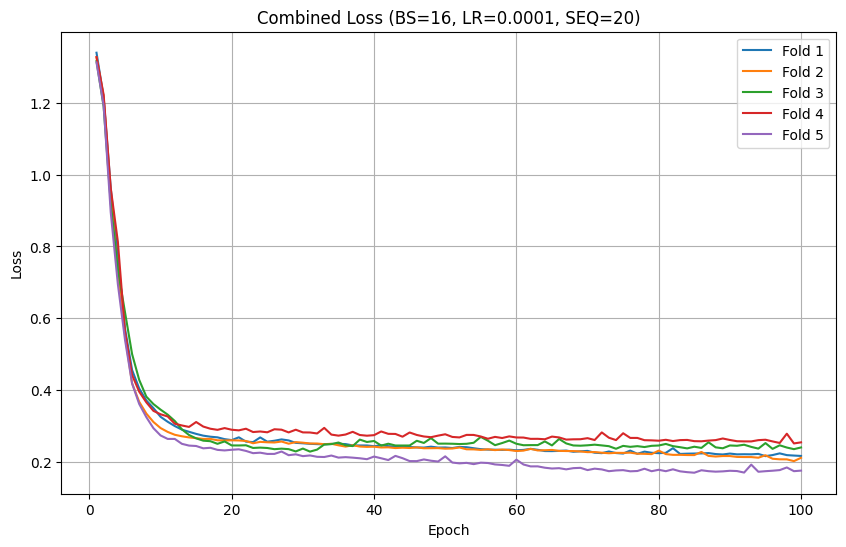 Combined Loss (BS=16, LR=0.0001, SEQ=20)
Fold 1
Fold 2
Fold 3
Fold 4
Fold 5
Loss
1.2
1.0
0.8
0.6
0.4
0.2
0 20 40 60 80 100
Epoch